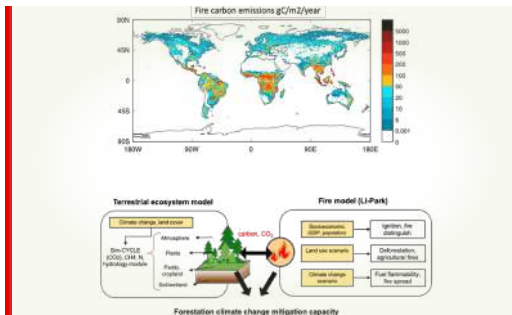 Fire carbon emissions gC/m2/year
90N
45N
0
45S
90S
180W
90W
0
90E
180E
5000
1000
500
200
100
50
20
10
5
0.001
0
Terrestrial ecosystem model
Fire model (Li-Park)
Climate change, land cover
Atmosphere
Plants
cropland
Soil/wetland
Sim-CYCLE
(CO2), CH4, N,
hydrology module
carbon, CO2
Socioeconomic
(GDP, population)
Land use scenario
Climate change
scenario
Ignition, fire
distinguish
Deforestation,
agricultural fires
Fuel flammability,
fire spread
Forestation climate change mitigation capacity